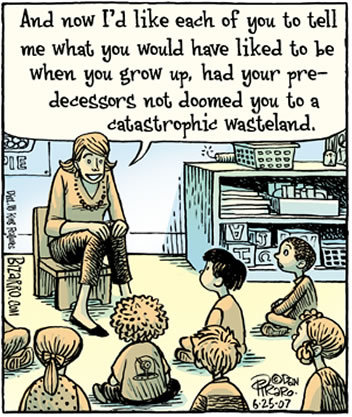 And now I'd like each of you to tell
me what you would have liked to be
when you grow up, had your pre-
decessors not doomed you to a
catastrophic wasteland.
PIE
Dist. by King Features
BIZARRO.COM
©DAN
PIRARO.
6-25-07